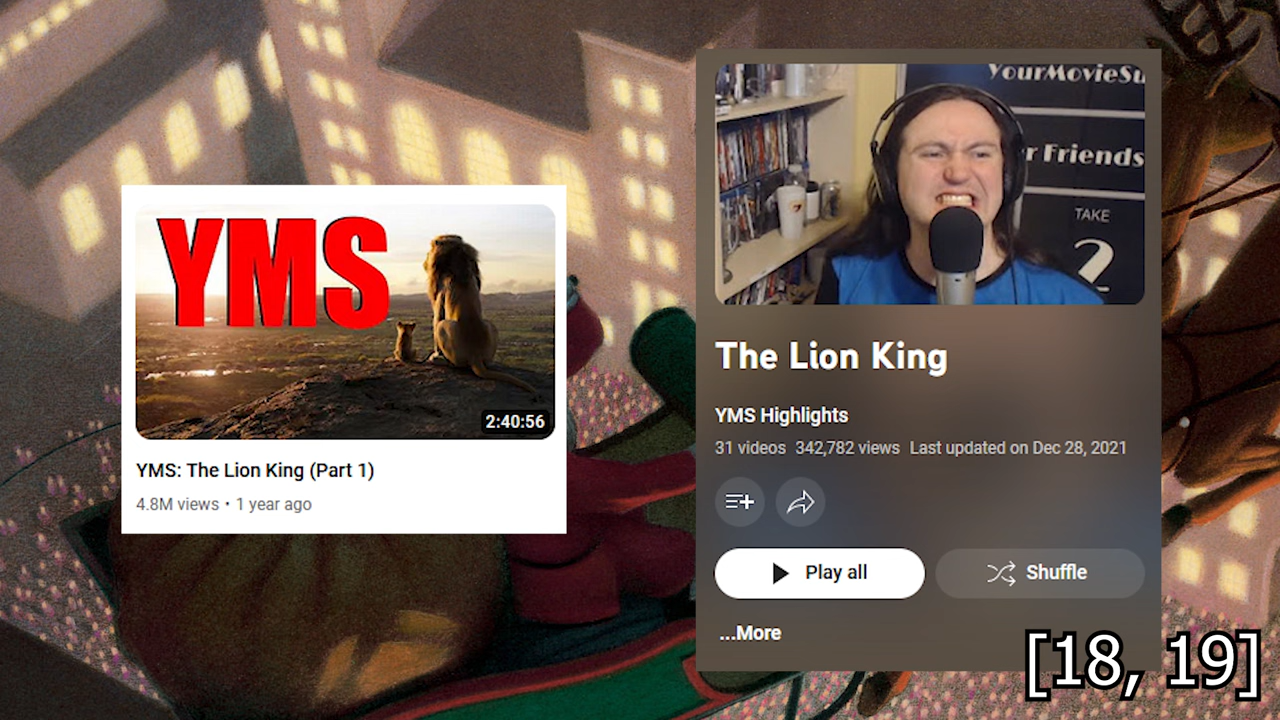 YMS
2:40:56
YMS: The Lion King (Part 1)
4.8M views • 1 year ago
YourMovieSu
r Friends
TAKE
2
The Lion King
YMS Highlights
31 videos 342,782 views Last updated on Dec 28, 2021
Play all
Shuffle
...More
[18, 19]